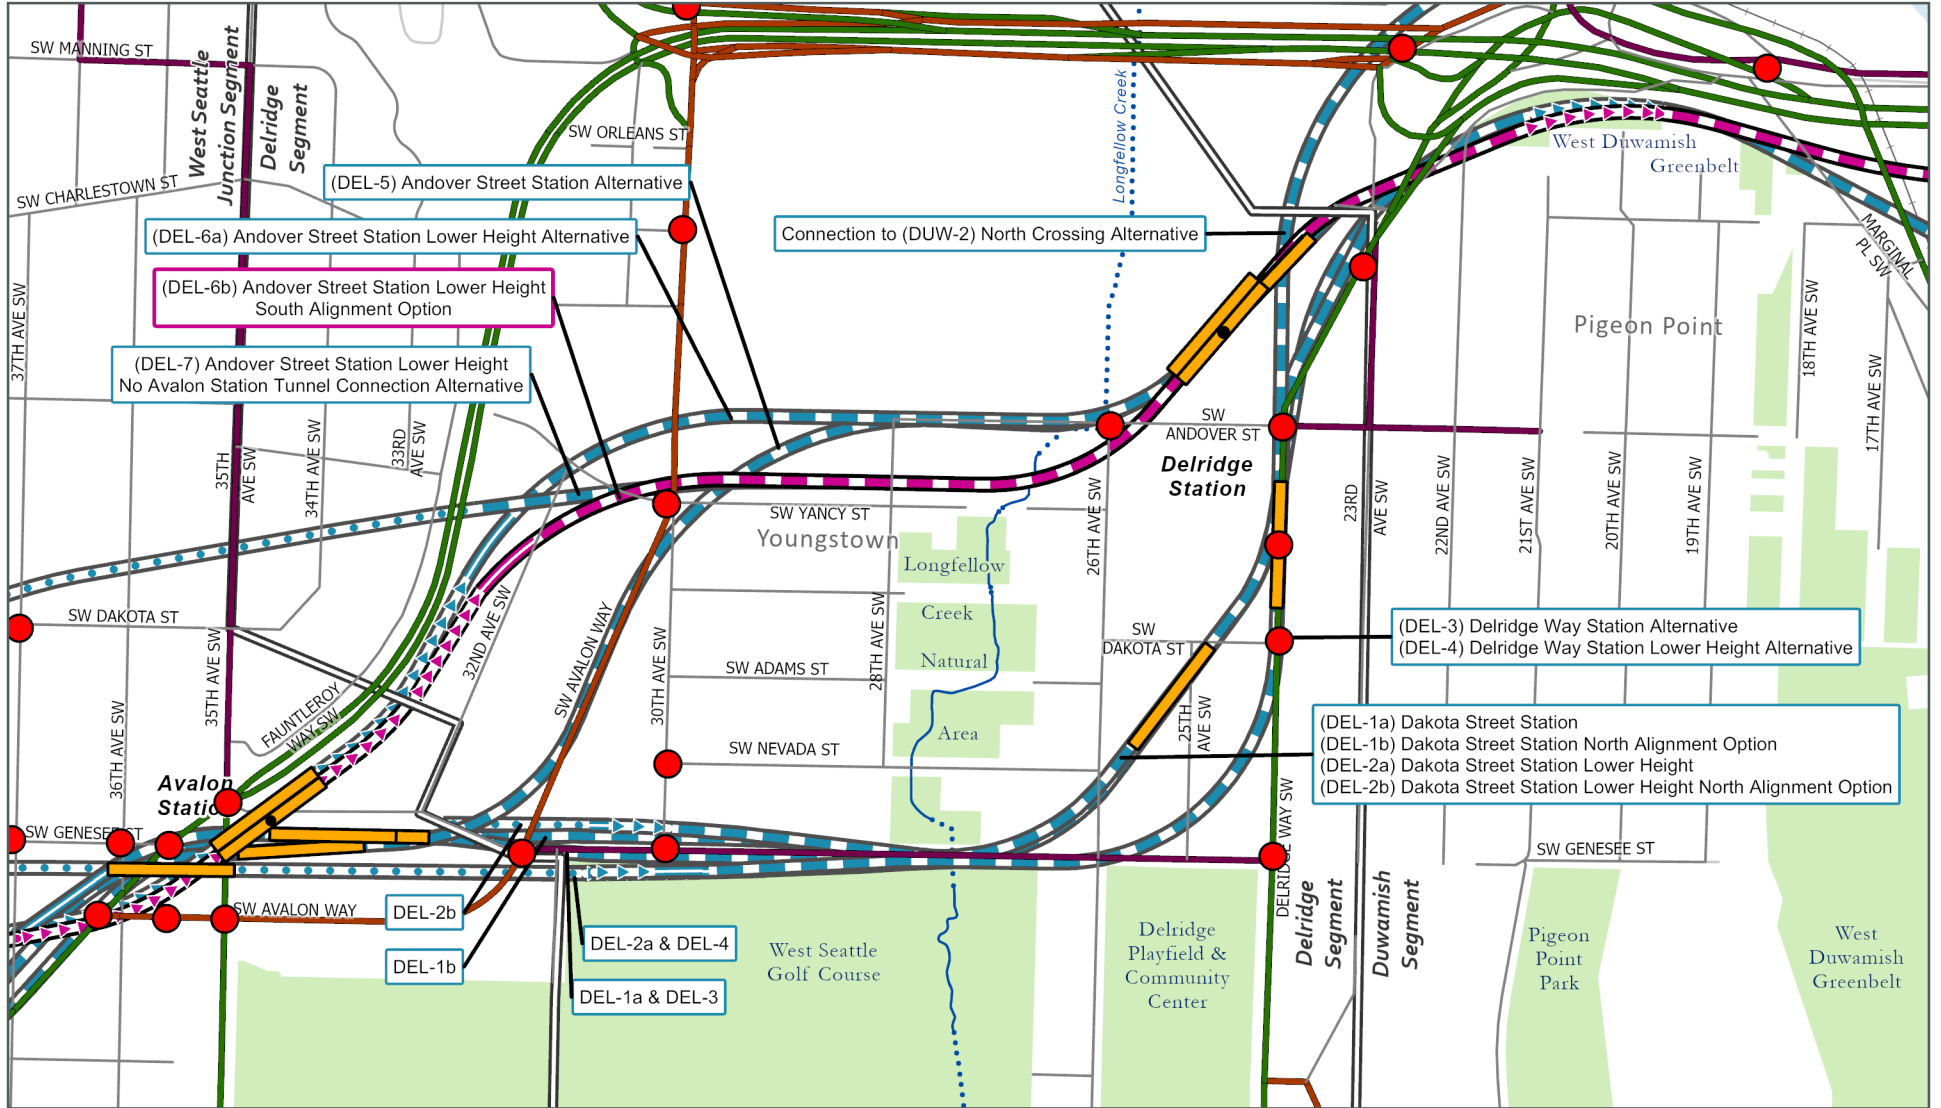 SW MANNING ST
West Seattle
Junction Segment
Delridge
Segment
SW ORLEANS ST
Longfellow Creek
SW CHARLESTOWN ST
(DEL-5) Andover Street Station Alternative
(DEL-6a) Andover Street Station Lower Height Alternative
Connection to (DUW-2) North Crossing Alternative
(DEL-6b) Andover Street Station Lower Height
South Alignment Option
(DEL-7) Andover Street Station Lower Height
No Avalon Station Tunnel Connection Alternative
West Duwamish
Greenbelt
MARGINAL
PL SW
Pigeon Point
37TH AVE SW
18TH AVE SW
17TH AVE SW
35TH
AVE SW
34TH AVE SW
33RD
AVE SW
SW
ANDOVER ST
Delridge
Station
26TH AVE SW
23RD
AVE SW
22ND AVE SW
21ST AVE SW
20TH AVE SW
19TH AVE SW
SW YANCY ST
Youngstown
Longfellow
Creek
Natural
Area
SW DAKOTA ST
35TH AVE SW
36TH AVE SW
32ND AVE SW
SW AVALON WAY
30TH AVE SW
28TH AVE SW
SW ADAMS ST
SW NEVADA ST
SW
DAKOTA ST
25TH
AVE SW
(DEL-3) Delridge Way Station Alternative
(DEL-4) Delridge Way Station Lower Height Alternative
(DEL-1a) Dakota Street Station
(DEL-1b) Dakota Street Station North Alignment Option
(DEL-2a) Dakota Street Station Lower Height
(DEL-2b) Dakota Street Station Lower Height North Alignment Option
FAUNTLEROY
WAY SW
Avalon
Station
SW GENESEE ST
SW AVALON WAY
DEL-2b
DEL-1b
DEL-2a & DEL-4
DEL-1a & DEL-3
West Seattle
Golf Course
Delridge
Playfield &
Community
Center
DELRIDGE WAY SW
Delridge
Segment
Duwamish
Segment
SW GENESEE ST
Pigeon
Point
Park
West
Duwamish
Greenbelt